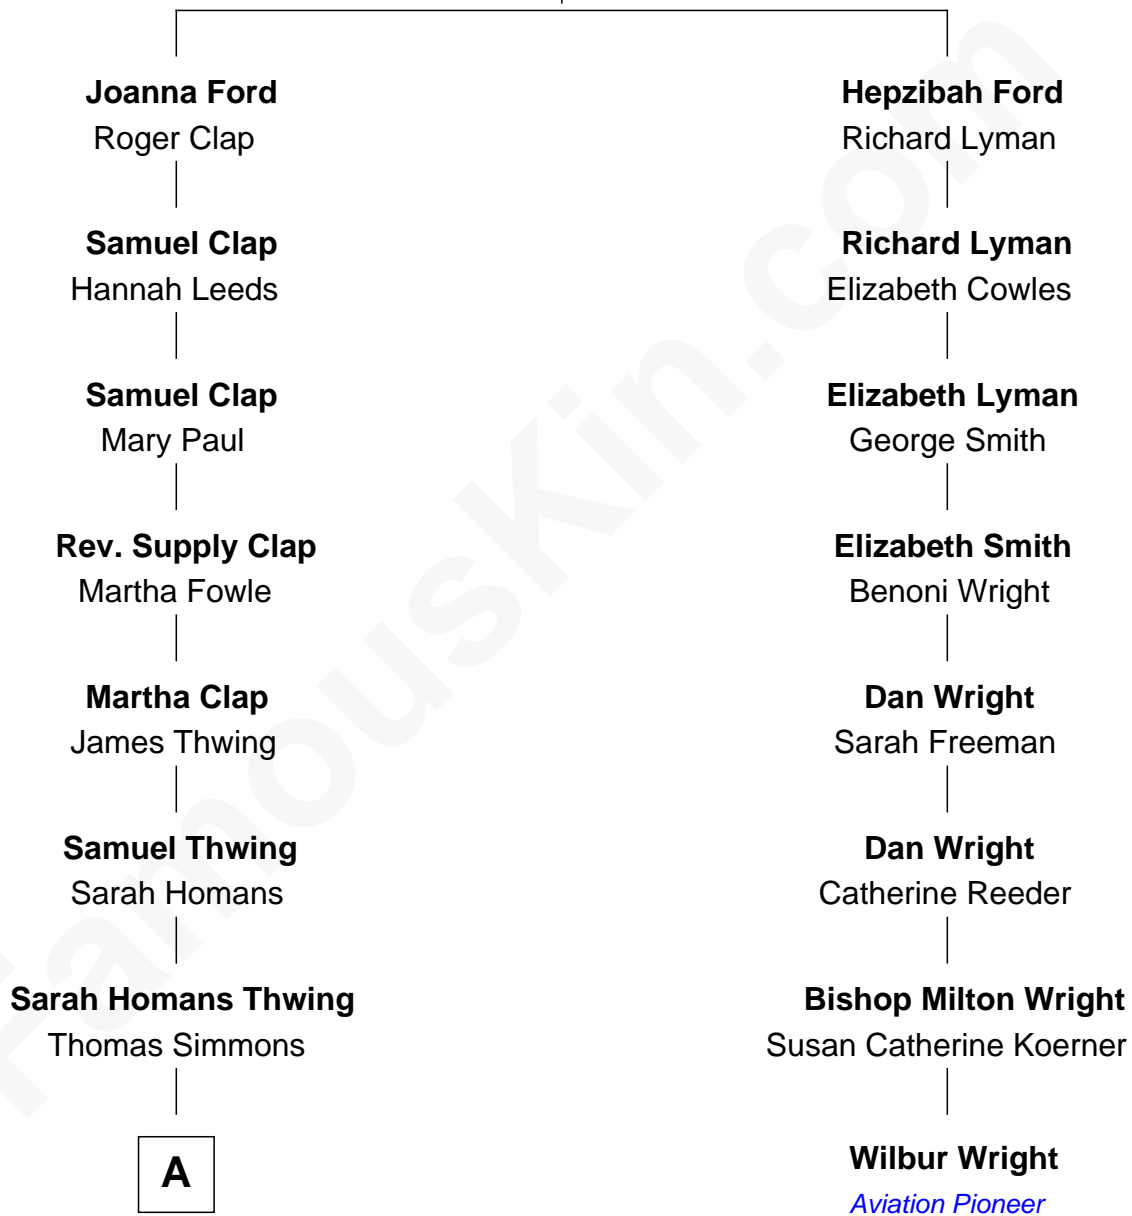 Joanna Ford
Roger Clap
Hepzibah Ford
Richard Lyman
Samuel Clap
Hannah Leeds
Richard Lyman
Elizabeth Cowles
Samuel Clap
Mary Paul
Elizabeth Lyman
George Smith
Rev. Supply Clap
Martha Fowle
Elizabeth Smith
Benoni Wright
Martha Clap
James Thwing
Dan Wright
Sarah Freeman
Samuel Thwing
Sarah Homans
Dan Wright
Catherine Reeder
Sarah Homans Thwing
Thomas Simmons
Bishop Milton Wright
Susan Catherine Koerner
A
Wilbur Wright
Aviation Pioneer
FamousKin.com